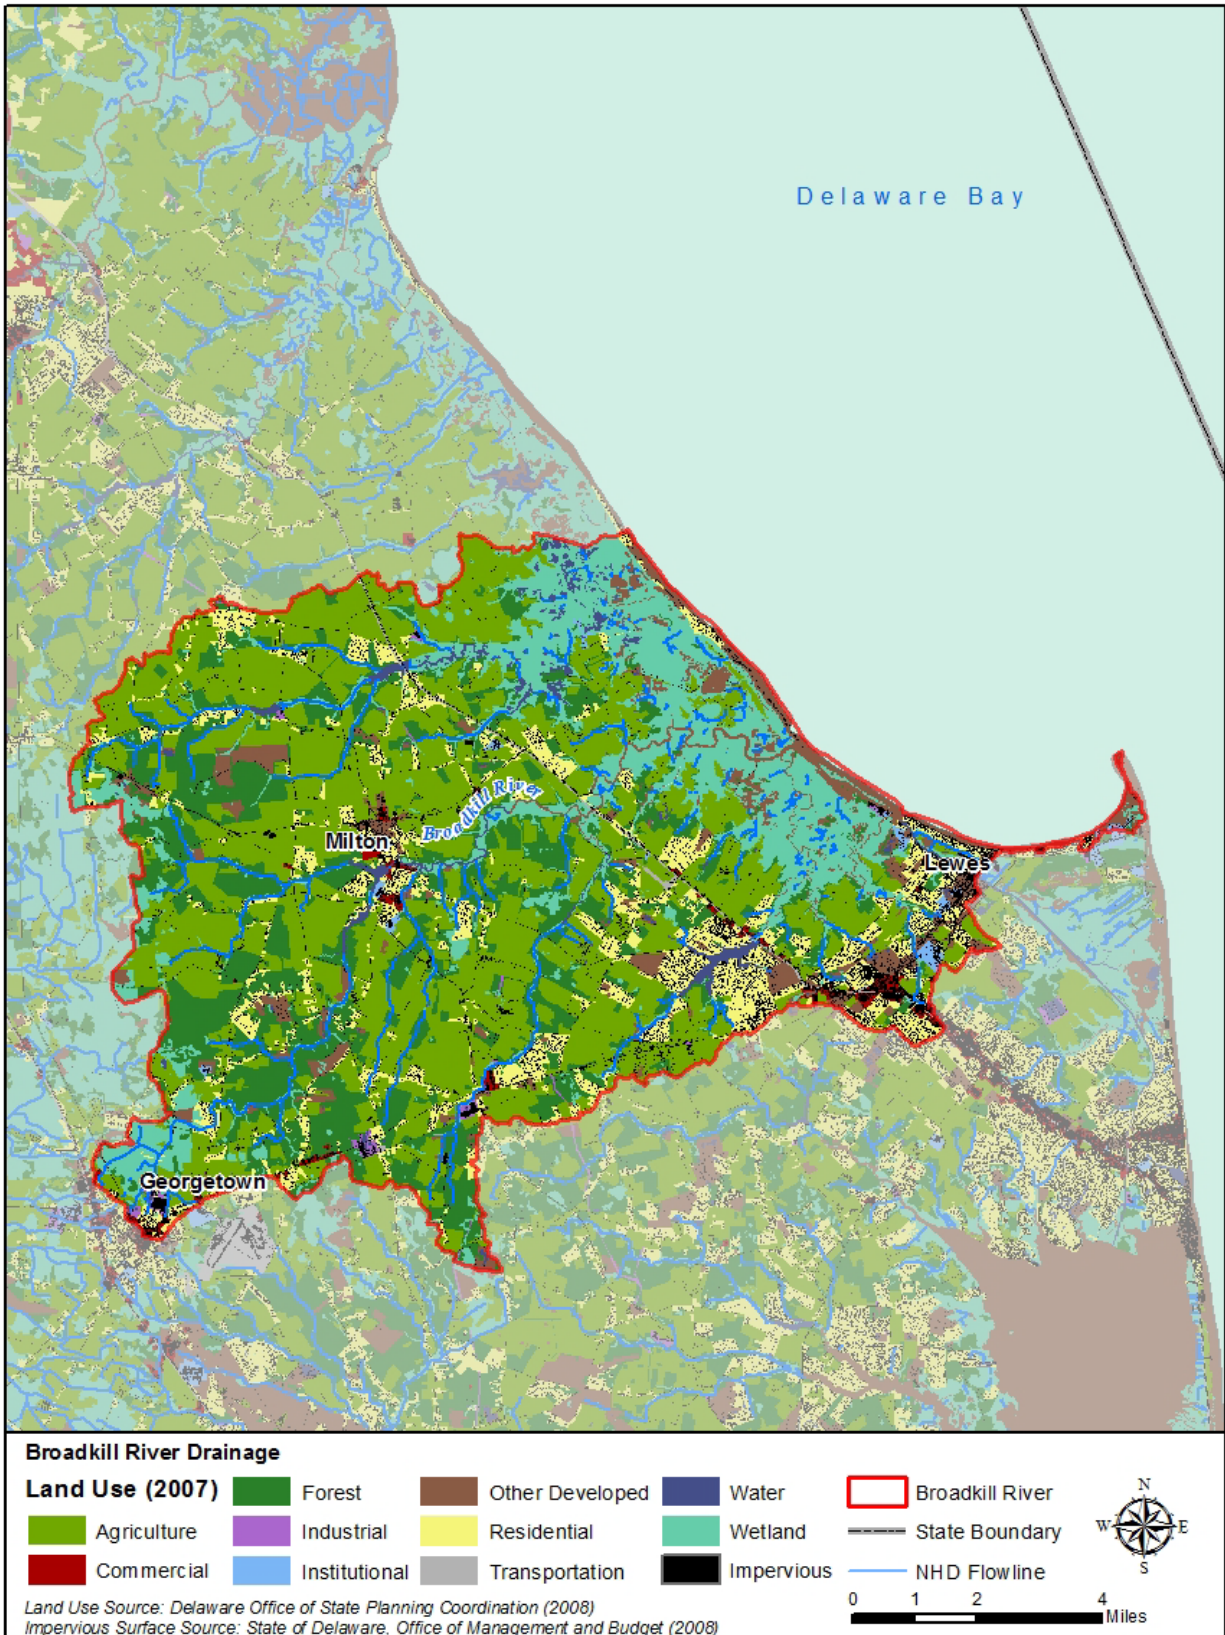 Delaware Bay
Broadkill River
Milton
Lewes
Georgetown
Broadkill River Drainage
Land Use (2007)
Agriculture
Commercial
Forest
Industrial
Institutional
Other Developed
Residential
Transportation
Water
Wetland
Impervious
Broadkill River
State Boundary
NHD Flowline
N
W E
S
0 1 2 4
Miles
Land Use Source: Delaware Office of State Planning Coordination (2008)
Impervious Surface Source: State of Delaware, Office of Management and Budget (2008)